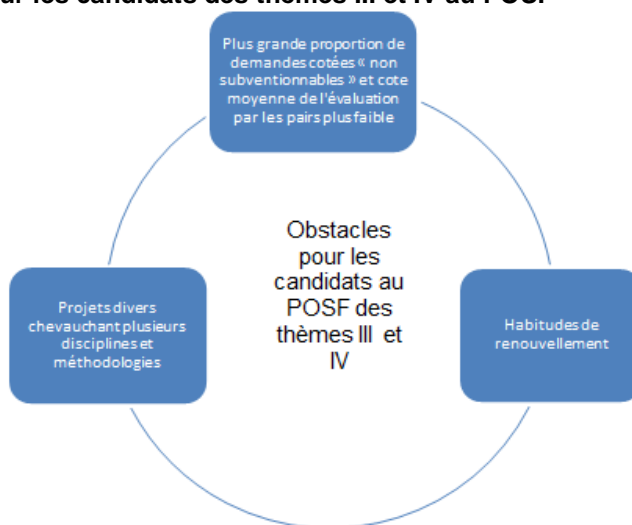 Plus grande proportion de
demandes cotées « non
subventionnables » et cote
moyenne de l'évaluation
par les pairs plus faible
Obstacles
pour les
candidats au
POSF des
thèmes III et
IV
Projets divers
chevauchant plusieurs
disciplines et
méthodologies
Habitudes de
renouvellement